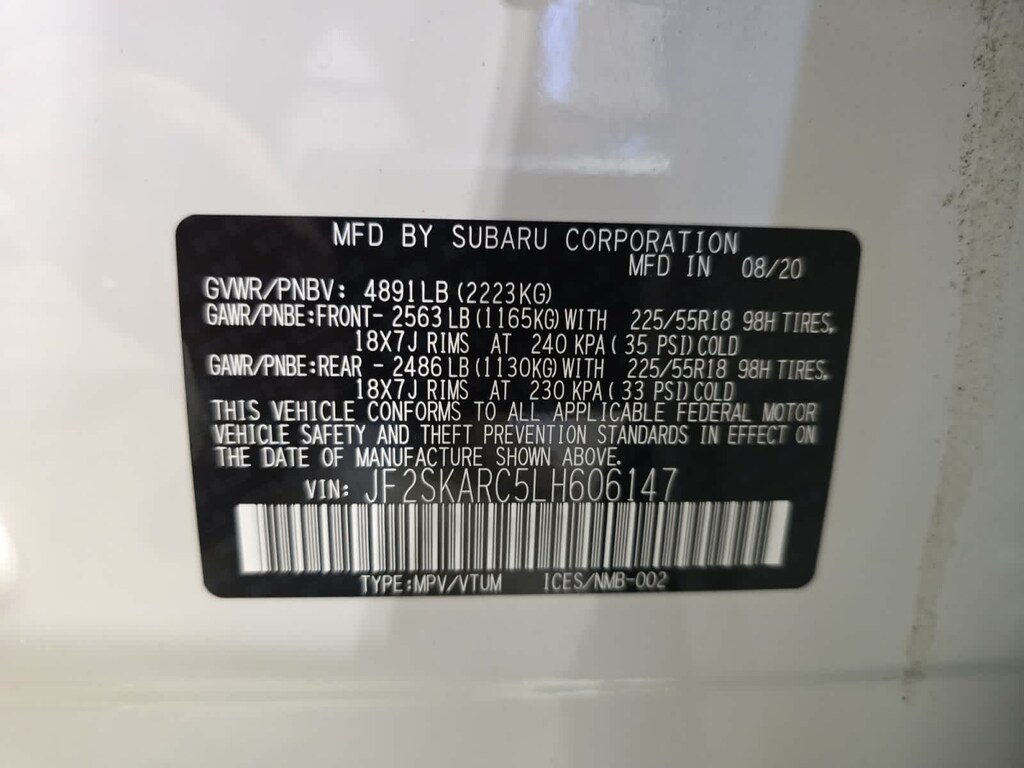 MFD BY SUBARU CORPORATION
MFD IN 08/20
GVWR/PNBV: 4891LB (2223KG)
GAWR/PNBE:FRONT- 2563 LB (1165KG) WITH 225/55R18 98H TIRES,
18X7J RIMS AT 240 KPA ( 35 PSI) COLD
GAWR/PNBE:REAR - 2486 LB (1130KG) WITH 225/55R18 98H TIRES,
18X7J RIMS AT 230 KPA ( 33 PSI) COLD
THIS VEHICLE CONFORMS TO ALL APPLICABLE FEDERAL MOTOR
VEHICLE SAFETY AND THEFT PREVENTION STANDARDS IN EFFECT ON
THE DATE OF MANUFACTURE SHOWN ABOVE.
VIN: JF2SKARC5LH606147
TYPE:MPV/VTUM ICES/NMB-002